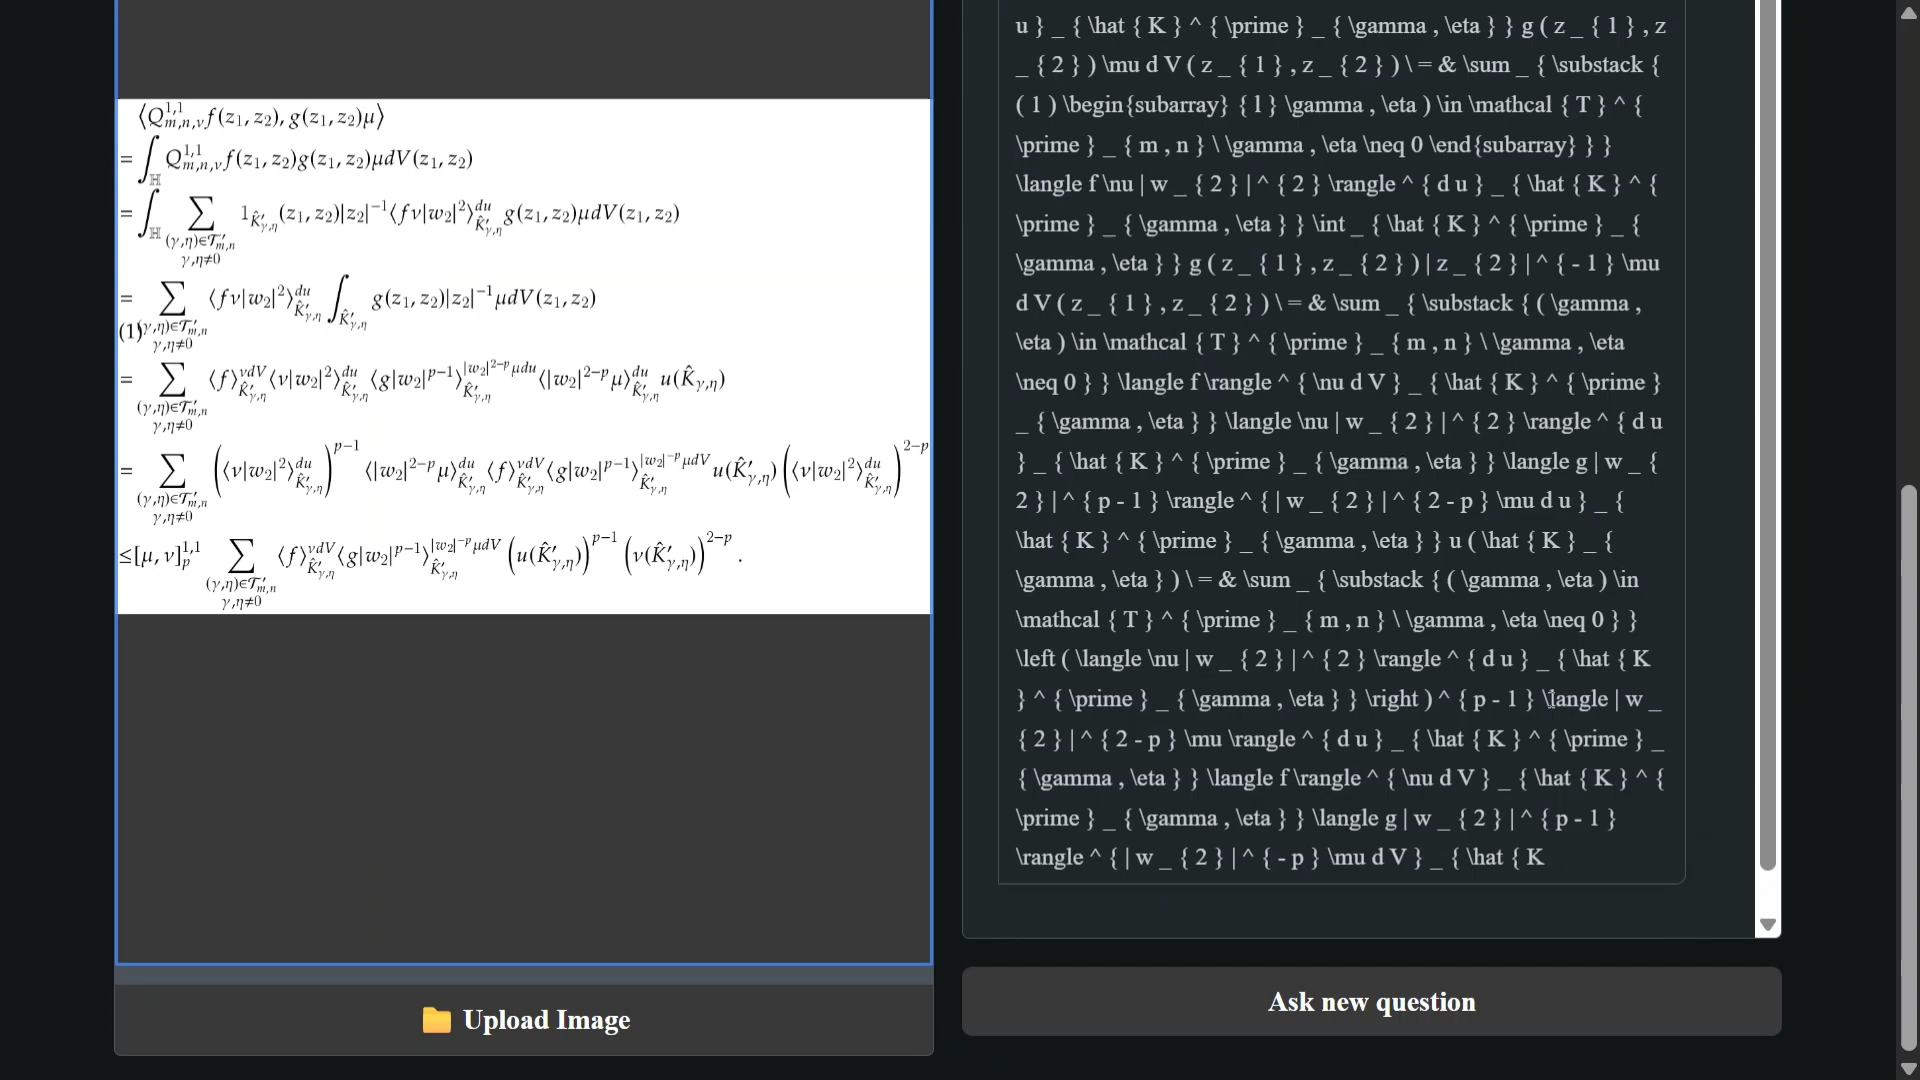 ⟨Q^{1,1}_{m,n,ν} f(z₁, z₂), g(z₁, z₂)μ⟩
= ∫_ℍ Q^{1,1}_{m,n,ν} f(z₁, z₂)g(z₁, z₂)μdV(z₁, z₂)
= ∫_ℍ ∑_{(γ,η)∈𝒯′_{m,n} γ,η≠0} 1_{K̂′_{γ,η}}(z₁, z₂)|z₂|^{-1}⟨fν|w₂|²⟩^{du}_{K̂′_{γ,η}} g(z₁, z₂)μdV(z₁, z₂)
= ∑_{(γ,η)∈𝒯′_{m,n} γ,η≠0} ⟨fν|w₂|²⟩^{du}_{K̂′_{γ,η}} ∫_{K̂′_{γ,η}} g(z₁, z₂)|z₂|^{-1}μdV(z₁, z₂)
(1)
= ∑_{(γ,η)∈𝒯′_{m,n} γ,η≠0} ⟨f⟩^{νdV}_{K̂′_{γ,η}}⟨ν|w₂|²⟩^{du}_{K̂′_{γ,η}} ⟨g|w₂|^{p−1}⟩^{|w₂|^{2−p}μdu}_{K̂′_{γ,η}}⟨|w₂|^{2−p}μ⟩^{du}_{K̂′_{γ,η}} u(K̂_{γ,η})
= ∑_{(γ,η)∈𝒯′_{m,n} γ,η≠0} (⟨ν|w₂|²⟩^{du}_{K̂′_{γ,η}})^{p−1} ⟨|w₂|^{2−p}μ⟩^{du}_{K̂′_{γ,η}}⟨f⟩^{νdV}_{K̂′_{γ,η}}⟨g|w₂|^{p−1}⟩^{|w₂|^{−p}μdV}_{K̂′_{γ,η}} u(K̂′_{γ,η}) (⟨ν|w₂|²⟩^{du}_{K̂′_{γ,η}})^{2−p}
≤[μ, ν]^{1,1}_p ∑_{(γ,η)∈𝒯′_{m,n} γ,η≠0} ⟨f⟩^{νdV}_{K̂′_{γ,η}}⟨g|w₂|^{p−1}⟩^{|w₂|^{−p}μdV}_{K̂′_{γ,η}} (u(K̂′_{γ,η}))^{p−1} (ν(K̂′_{γ,η}))^{2−p} .
Upload Image
u } _ { \hat { K } ^ { \prime } _ { \gamma , \eta } } g ( z _ { 1 } , z
_ { 2 } ) \mu d V ( z _ { 1 } , z _ { 2 } ) \ = & \sum _ { \substack {
( 1 ) \begin{subarray} { l } \gamma , \eta ) \in \mathcal { T } ^ {
\prime } _ { m , n } \ \gamma , \eta \neq 0 \end{subarray} } }
\langle f \nu | w _ { 2 } | ^ { 2 } \rangle ^ { d u } _ { \hat { K } ^ {
\prime } _ { \gamma , \eta } } \int _ { \hat { K } ^ { \prime } _ {
\gamma , \eta } } g ( z _ { 1 } , z _ { 2 } ) | z _ { 2 } | ^ { - 1 } \mu
d V ( z _ { 1 } , z _ { 2 } ) \ = & \sum _ { \substack { ( \gamma ,
\eta ) \in \mathcal { T } ^ { \prime } _ { m , n } \ \gamma , \eta
\neq 0 } } \langle f \rangle ^ { \nu d V } _ { \hat { K } ^ { \prime }
_ { \gamma , \eta } } \langle \nu | w _ { 2 } | ^ { 2 } \rangle ^ { d u
} _ { \hat { K } ^ { \prime } _ { \gamma , \eta } } \langle g | w _ {
2 } | ^ { p - 1 } \rangle ^ { | w _ { 2 } | ^ { 2 - p } \mu d u } _ {
\hat { K } ^ { \prime } _ { \gamma , \eta } } u ( \hat { K } _ {
\gamma , \eta } ) \ = & \sum _ { \substack { ( \gamma , \eta ) \in
\mathcal { T } ^ { \prime } _ { m , n } \ \gamma , \eta \neq 0 } }
\left ( \langle \nu | w _ { 2 } | ^ { 2 } \rangle ^ { d u } _ { \hat { K
} ^ { \prime } _ { \gamma , \eta } } \right ) ^ { p - 1 } \langle | w _
{ 2 } | ^ { 2 - p } \mu \rangle ^ { d u } _ { \hat { K } ^ { \prime } _
{ \gamma , \eta } } \langle f \rangle ^ { \nu d V } _ { \hat { K } ^ {
\prime } _ { \gamma , \eta } } \langle g | w _ { 2 } | ^ { p - 1 }
\rangle ^ { | w _ { 2 } | ^ { - p } \mu d V } _ { \hat { K
Ask new question